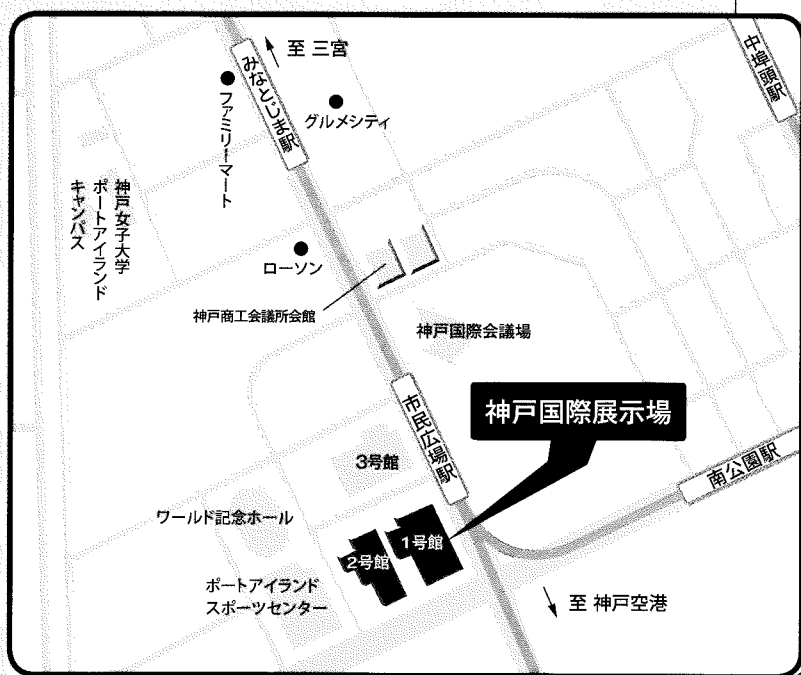 至 三宮
みなとじま駅
中埠頭駅
ファミリーマート
グルメシティ
神戸女子大学
ポートアイランド
キャンパス
ローソン
神戸商工会議所会館
神戸国際会議場
市民広場駅
神戸国際展示場
3号館
南公園駅
ワールド記念ホール
1号館
2号館
ポートアイランド
スポーツセンター
至 神戸空港